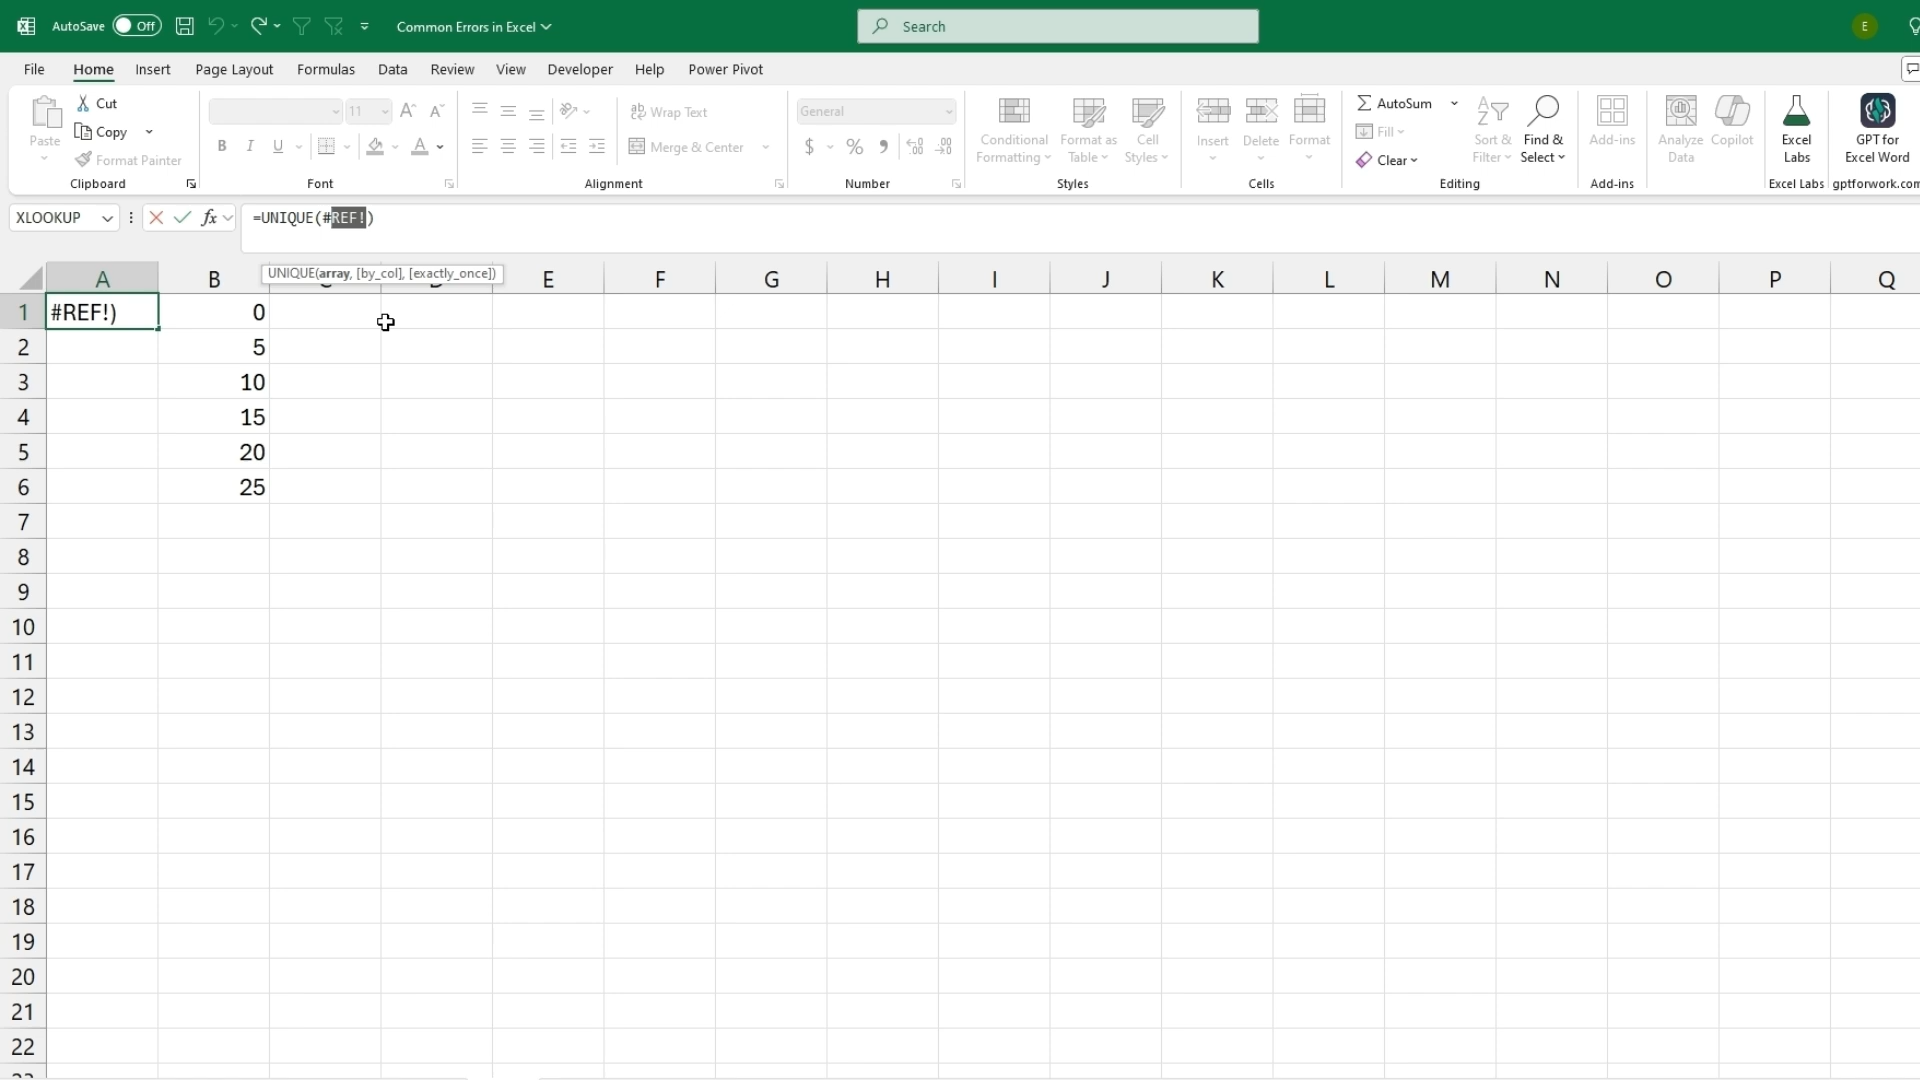 AutoSave Off Common Errors in Excel Search E
File Home Insert Page Layout Formulas Data Review View Developer Help Power Pivot
Paste Cut Copy Format Painter
11 B I U
ab Wrap Text Merge & Center
General $ % 9
Conditional Formatting Format as Table Cell Styles
Insert Delete Format
AutoSum Fill Clear
Sort & Filter Find & Select
Add-ins Analyze Data Copilot Excel Labs GPT for Excel Word
Clipboard Font Alignment Number Styles Cells Editing Add-ins Excel Labs gptforwork.com
XLOOKUP fx =UNIQUE(#REF!)
UNIQUE(array, [by_col], [exactly_once])
A B C D E F G H I J K L M N O P Q
1 #REF!) 0
2 5
3 10
4 15
5 20
6 25
7
8
9
10
11
12
13
14
15
16
17
18
19
20
21
22